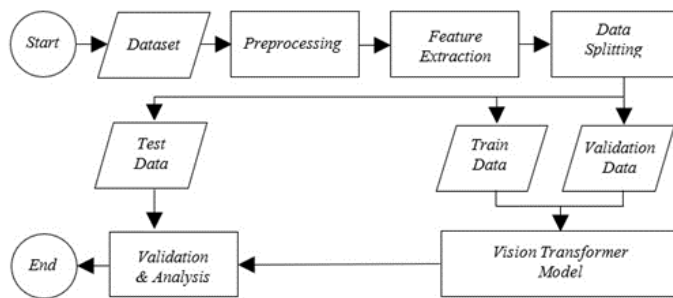 Start
Dataset
Preprocessing
Feature
Extraction
Data
Splitting
Test
Data
Train
Data
Validation
Data
End
Validation
& Analysis
Vision Transformer
Model